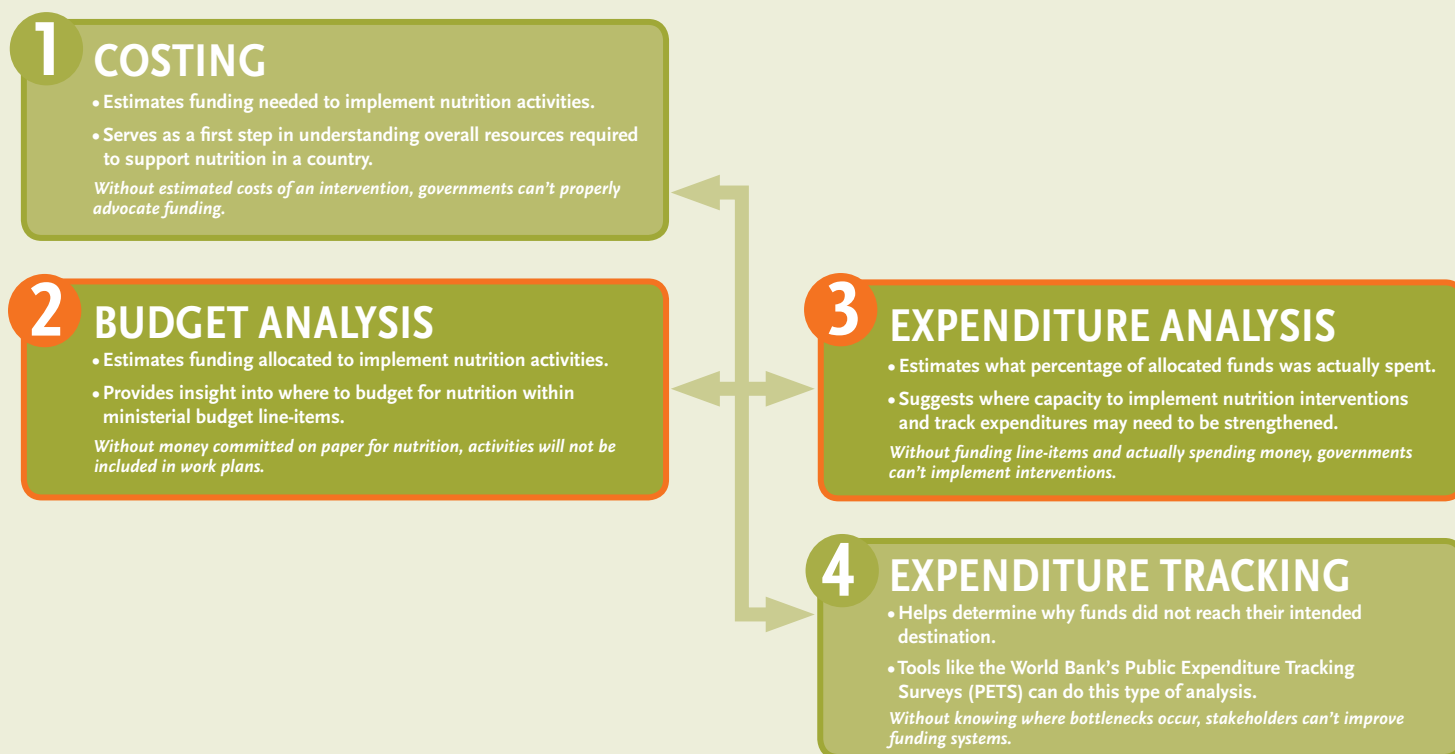 1
COSTING
• Estimates funding needed to implement nutrition activities.
• Serves as a first step in understanding overall resources required
to support nutrition in a country.
Without estimated costs of an intervention, governments can't properly
advocate funding.
2
BUDGET ANALYSIS
• Estimates funding allocated to implement nutrition activities.
• Provides insight into where to budget for nutrition within
ministerial budget line-items.
Without money committed on paper for nutrition, activities will not be
included in work plans.
3
EXPENDITURE ANALYSIS
• Estimates what percentage of allocated funds was actually spent.
• Suggests where capacity to implement nutrition interventions
and track expenditures may need to be strengthened.
Without funding line-items and actually spending money, governments
can't implement interventions.
4
EXPENDITURE TRACKING
• Helps determine why funds did not reach their intended
destination.
• Tools like the World Bank's Public Expenditure Tracking
Surveys (PETS) can do this type of analysis.
Without knowing where bottlenecks occur, stakeholders can't improve
funding systems.